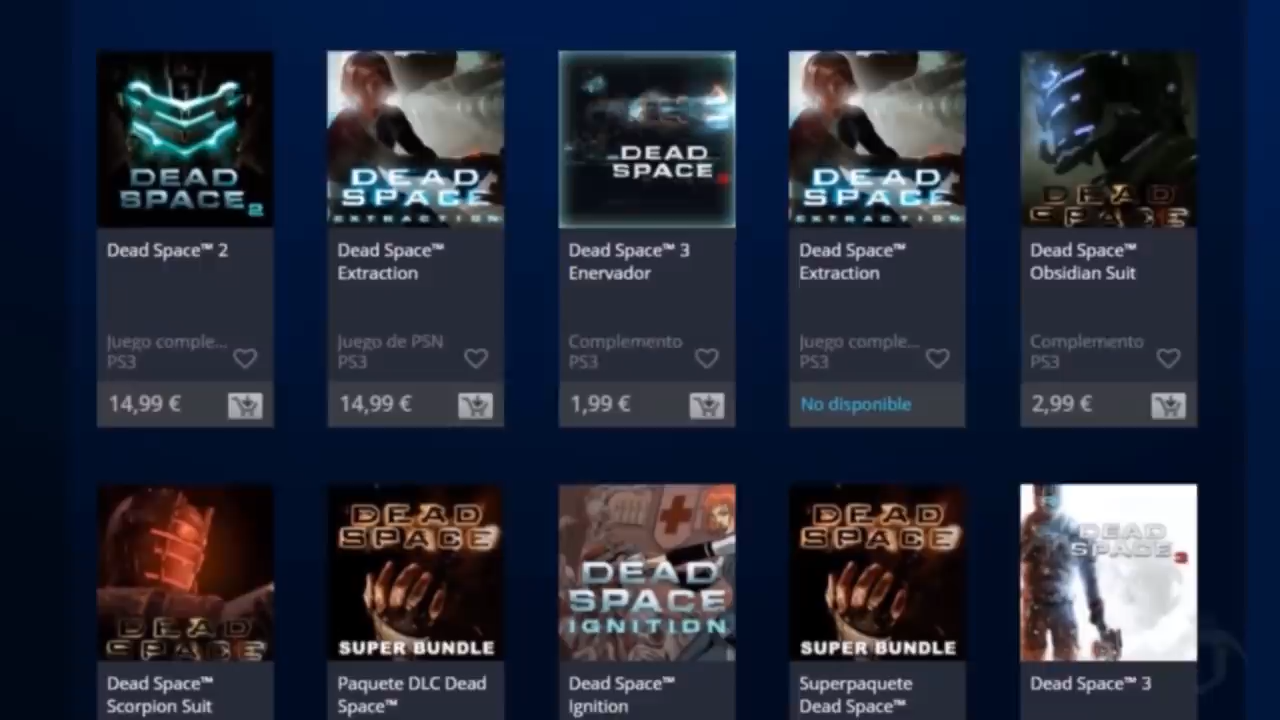 DEAD
SPACE 2
Dead Space™ 2
Juego comple...
PS3
14,99 €
DEAD
SPACE
EXTRACTION
Dead Space™
Extraction
Juego de PSN
PS3
14,99 €
DEAD
SPACE 3
Dead Space™ 3
Enervador
Complemento
PS3
1,99 €
DEAD
SPACE
EXTRACTION
Dead Space™
Extraction
Juego comple...
PS3
No disponible
DEAD
SPACE
Dead Space™
Obsidian Suit
Complemento
PS3
2,99 €
DEAD
SPACE
Dead Space™
Scorpion Suit
DEAD
SPACE
SUPER BUNDLE
Paquete DLC Dead
Space™
DEAD
SPACE
IGNITION
Dead Space™
Ignition
DEAD
SPACE
SUPER BUNDLE
Superpaquete
Dead Space™
DEAD
SPACE 3
Dead Space™ 3